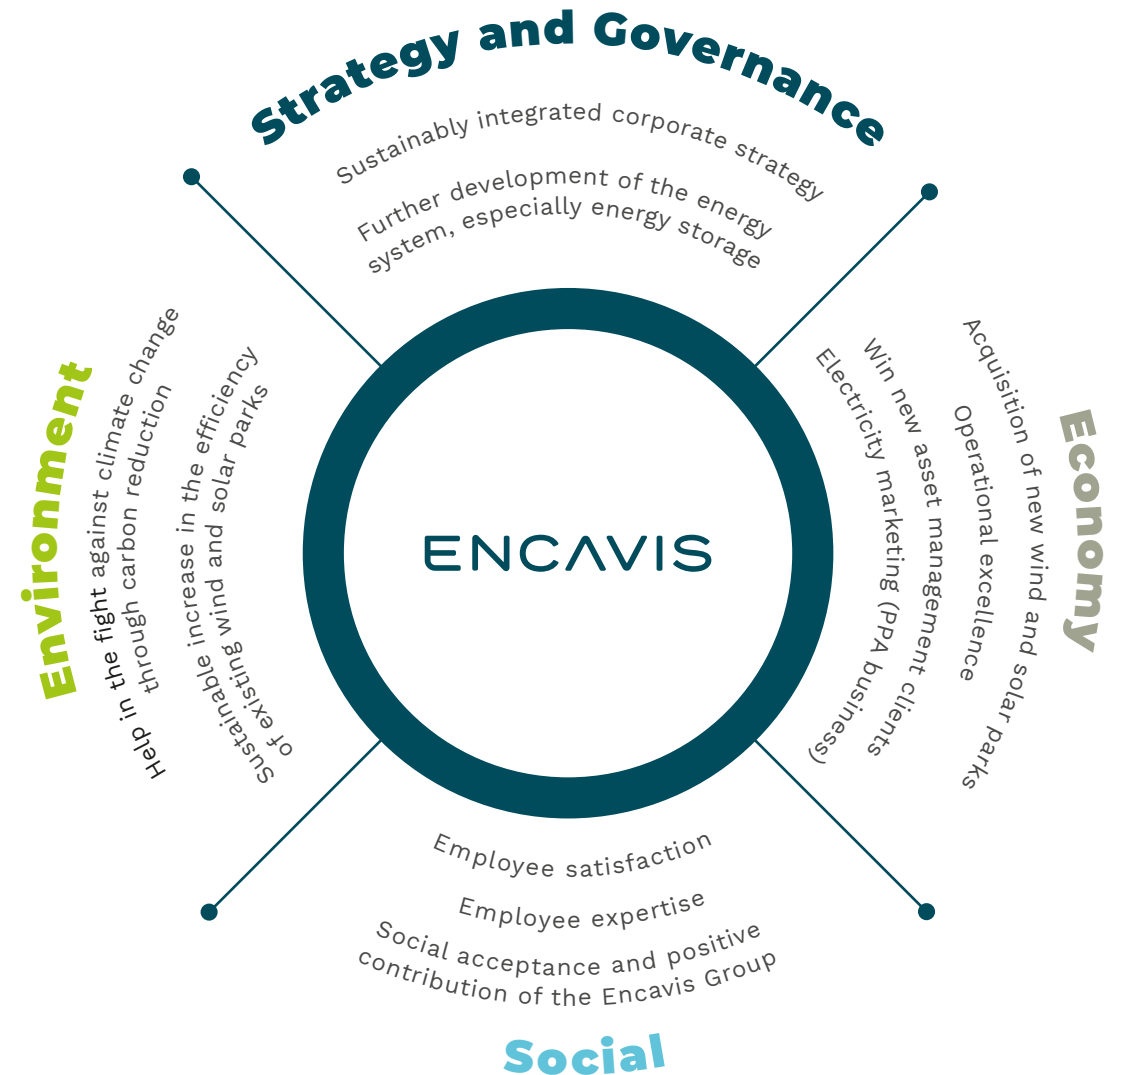 Strategy and Governance
Sustainably integrated corporate strategy
Further development of the energy
system, especially energy storage
Environment
Help in the fight against climate change
through carbon reduction
Sustainable increase in the efficiency
of existing wind and solar parks
ENCAVIS
Economy
Acquisition of new wind and solar parks
Operational excellence
Win new asset management clients
Electricity marketing (PPA business)
Employee satisfaction
Employee expertise
Social acceptance and positive
contribution of the Encavis Group
Social